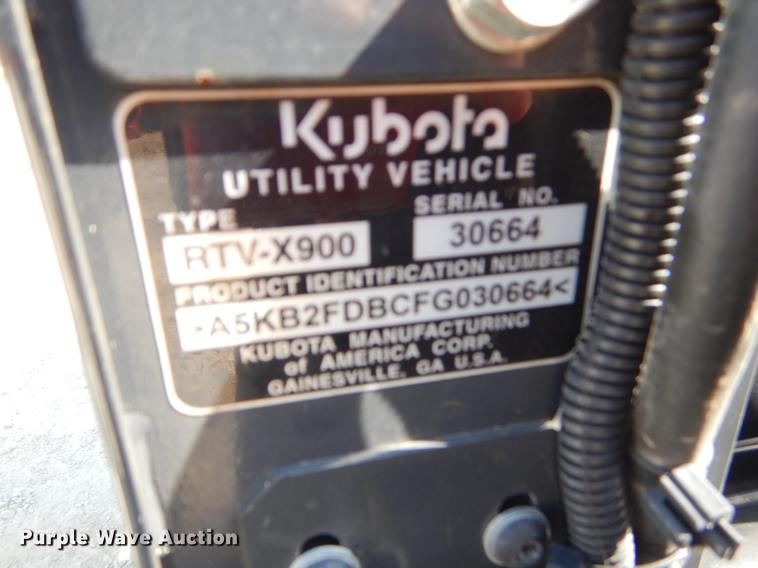 Kubota
UTILITY VEHICLE
TYPE SERIAL NO.
RTV-X900 30664
PRODUCT IDENTIFICATION NUMBER
>A5KB2FDBCFG030664<
KUBOTA MANUFACTURING
of AMERICA CORP.
GAINESVILLE, GA U.S.A.
Purple Wave Auction